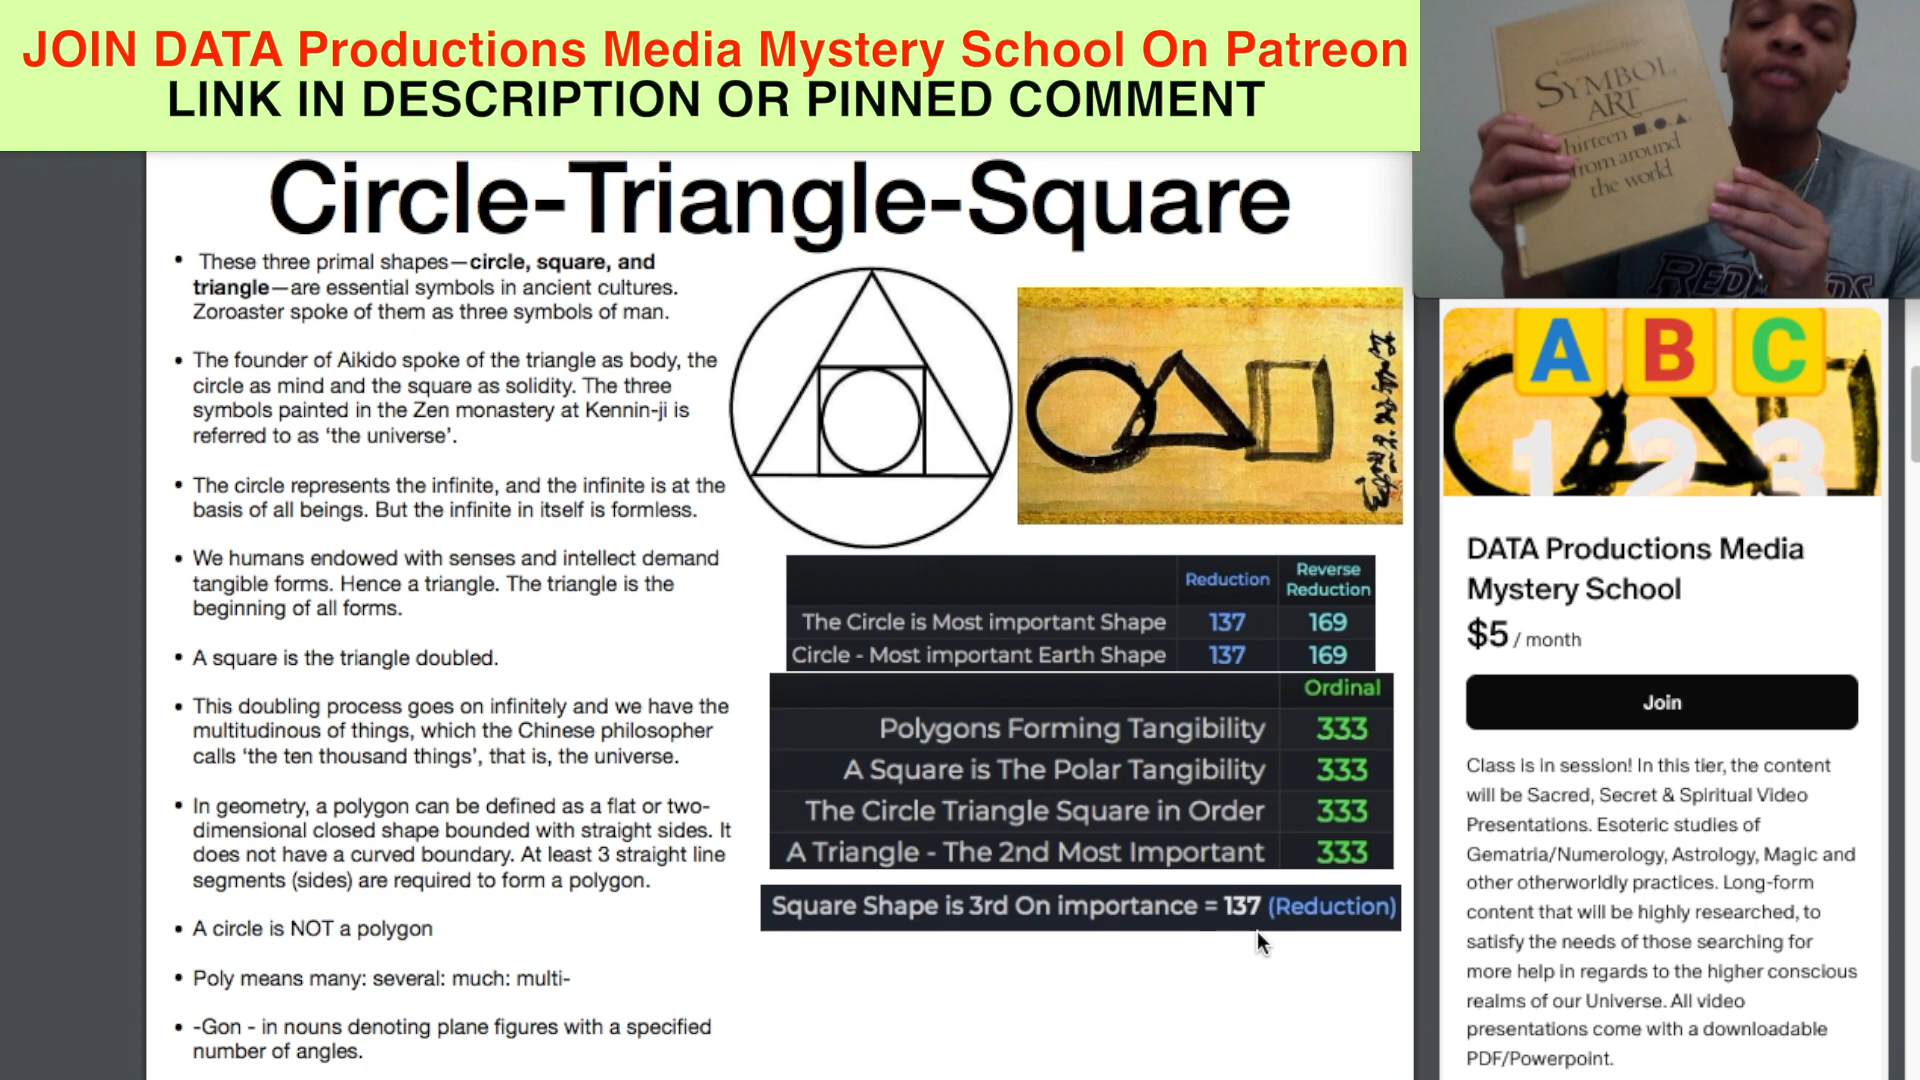 JOIN DATA Productions Media Mystery School On Patreon
LINK IN DESCRIPTION OR PINNED COMMENT
SYMBOL
ART
from around
the world
Circle-Triangle-Square
• These three primal shapes—circle, square, and
triangle—are essential symbols in ancient cultures.
Zoroaster spoke of them as three symbols of man.
• The founder of Aikido spoke of the triangle as body, the
circle as mind and the square as solidity. The three
symbols painted in the Zen monastery at Kennin-ji is
referred to as ‘the universe’.
• The circle represents the infinite, and the infinite is at the
basis of all beings. But the infinite in itself is formless.
• We humans endowed with senses and intellect demand
tangible forms. Hence a triangle. The triangle is the
beginning of all forms.
• A square is the triangle doubled.
• This doubling process goes on infinitely and we have the
multitudinous of things, which the Chinese philosopher
calls ‘the ten thousand things’, that is, the universe.
• In geometry, a polygon can be defined as a flat or two-
dimensional closed shape bounded with straight sides. It
does not have a curved boundary. At least 3 straight line
segments (sides) are required to form a polygon.
• A circle is NOT a polygon
• Poly means many: several: much: multi-
• -Gon - in nouns denoting plane figures with a specified
number of angles.
Reduction Reverse
Reduction
The Circle is Most important Shape 137 169
Circle - Most important Earth Shape 137 169
Ordinal
Polygons Forming Tangibility 333
A Square is The Polar Tangibility 333
The Circle Triangle Square in Order 333
A Triangle - The 2nd Most Important 333
Square Shape is 3rd On importance = 137 (Reduction)
A B C
1 2 3
DATA Productions Media
Mystery School
$5 / month
Join
Class is in session! In this tier, the content
will be Sacred, Secret & Spiritual Video
Presentations. Esoteric studies of
Gematria/Numerology, Astrology, Magic and
other otherworldly practices. Long-form
content that will be highly researched, to
satisfy the needs of those searching for
more help in regards to the higher conscious
realms of our Universe. All video
presentations come with a downloadable
PDF/Powerpoint.